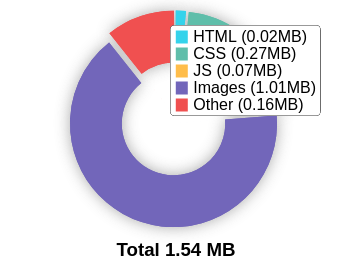 HTML (0.02MB)
CSS (0.27MB)
JS (0.07MB)
Images (1.01MB)
Other (0.16MB)
Total 1.54 MB